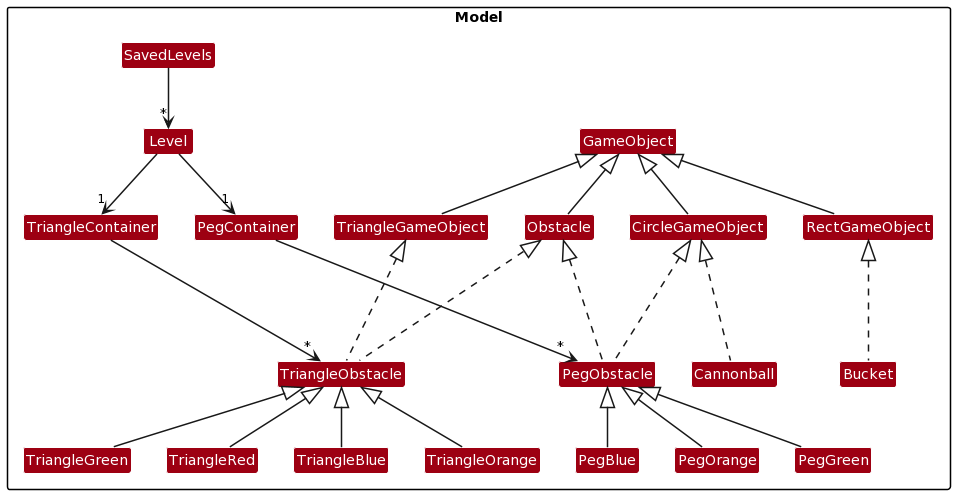 Model
SavedLevels
*
Level
GameObject
1
1
TriangleContainer
PegContainer
TriangleGameObject
Obstacle
CircleGameObject
RectGameObject
*
*
TriangleObstacle
PegObstacle
Cannonball
Bucket
TriangleGreen
TriangleRed
TriangleBlue
TriangleOrange
PegBlue
PegOrange
PegGreen